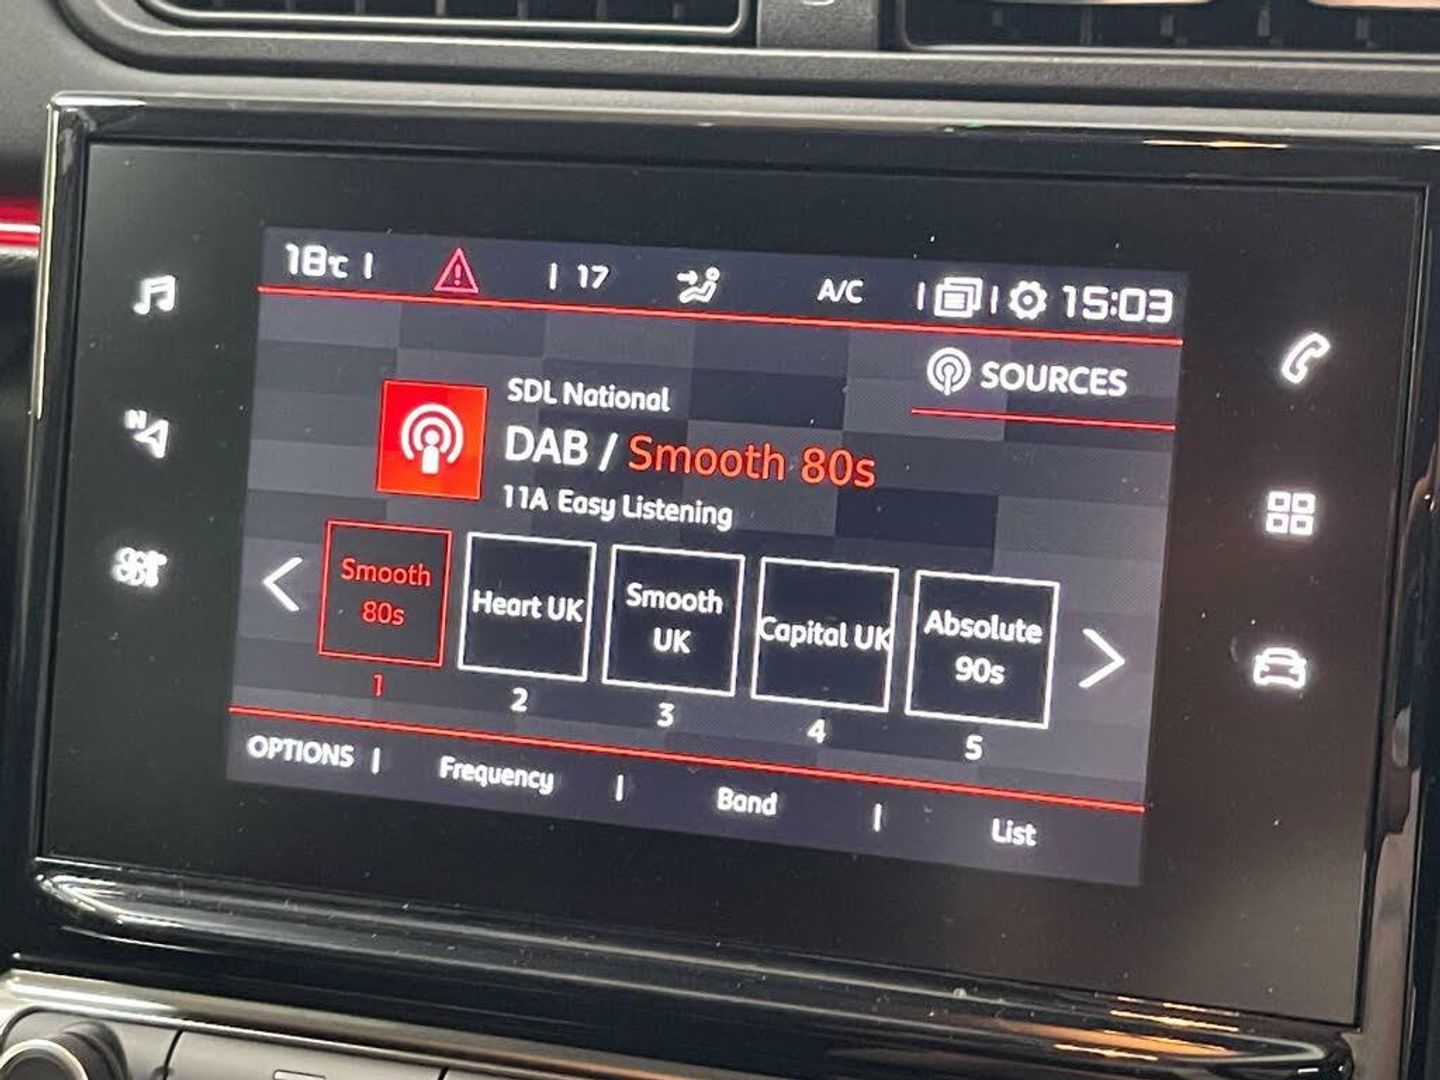 18°C | | 17 A/C | | 15:03
SOURCES
SDL National
DAB / Smooth 80s
11A Easy Listening
Smooth
80s
Heart UK
Smooth
UK
Capital UK
Absolute
90s
1 2 3 4 5
OPTIONS | Frequency | Band | List
N